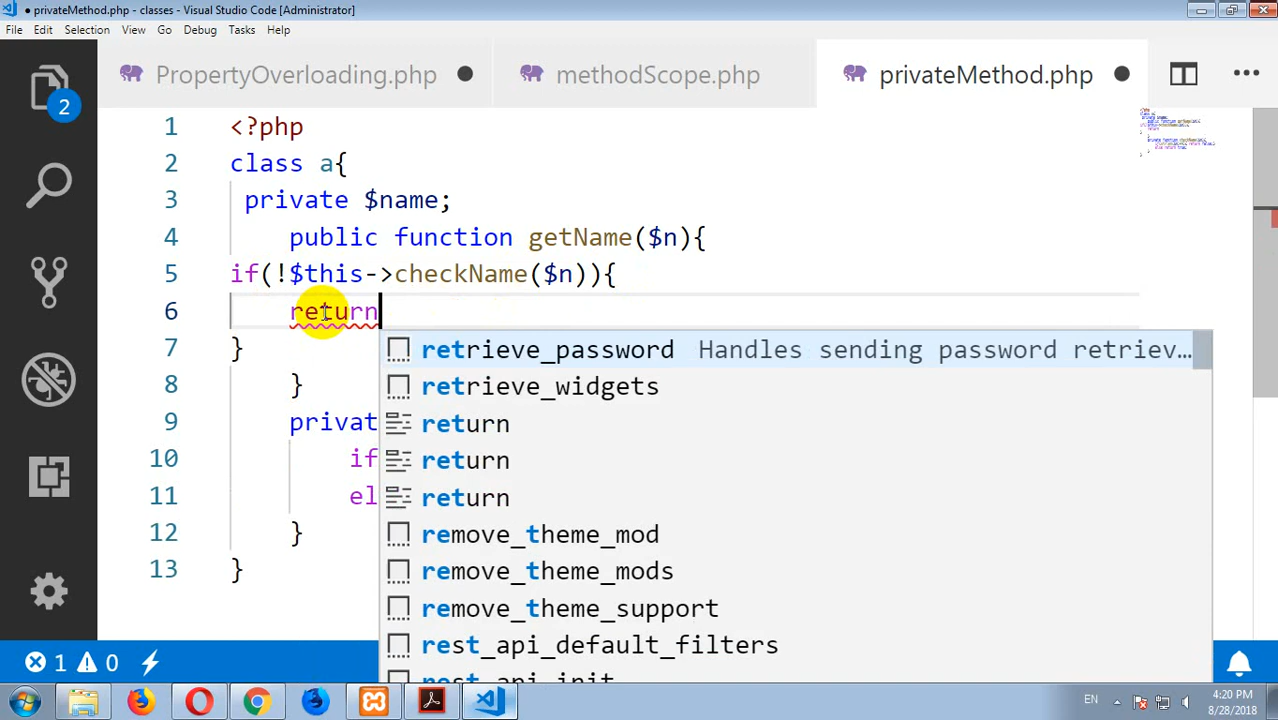 ● privateMethod.php - classes - Visual Studio Code [Administrator]
File Edit Selection View Go Debug Tasks Help
2
PropertyOverloading.php ● methodScope.php privateMethod.php ●
1 <?php
2 class a{
3 private $name;
4 public function getName($n){
5 if(!$this->checkName($n)){
6 return
7 }
8 }
9 privat
10 if
11 el
12 }
13 }
retrieve_password Handles sending password retriev…
retrieve_widgets
return
return
return
remove_theme_mod
remove_theme_mods
remove_theme_support
rest_api_default_filters
rest_api_init
1 0
EN
4:20 PM
8/28/2018